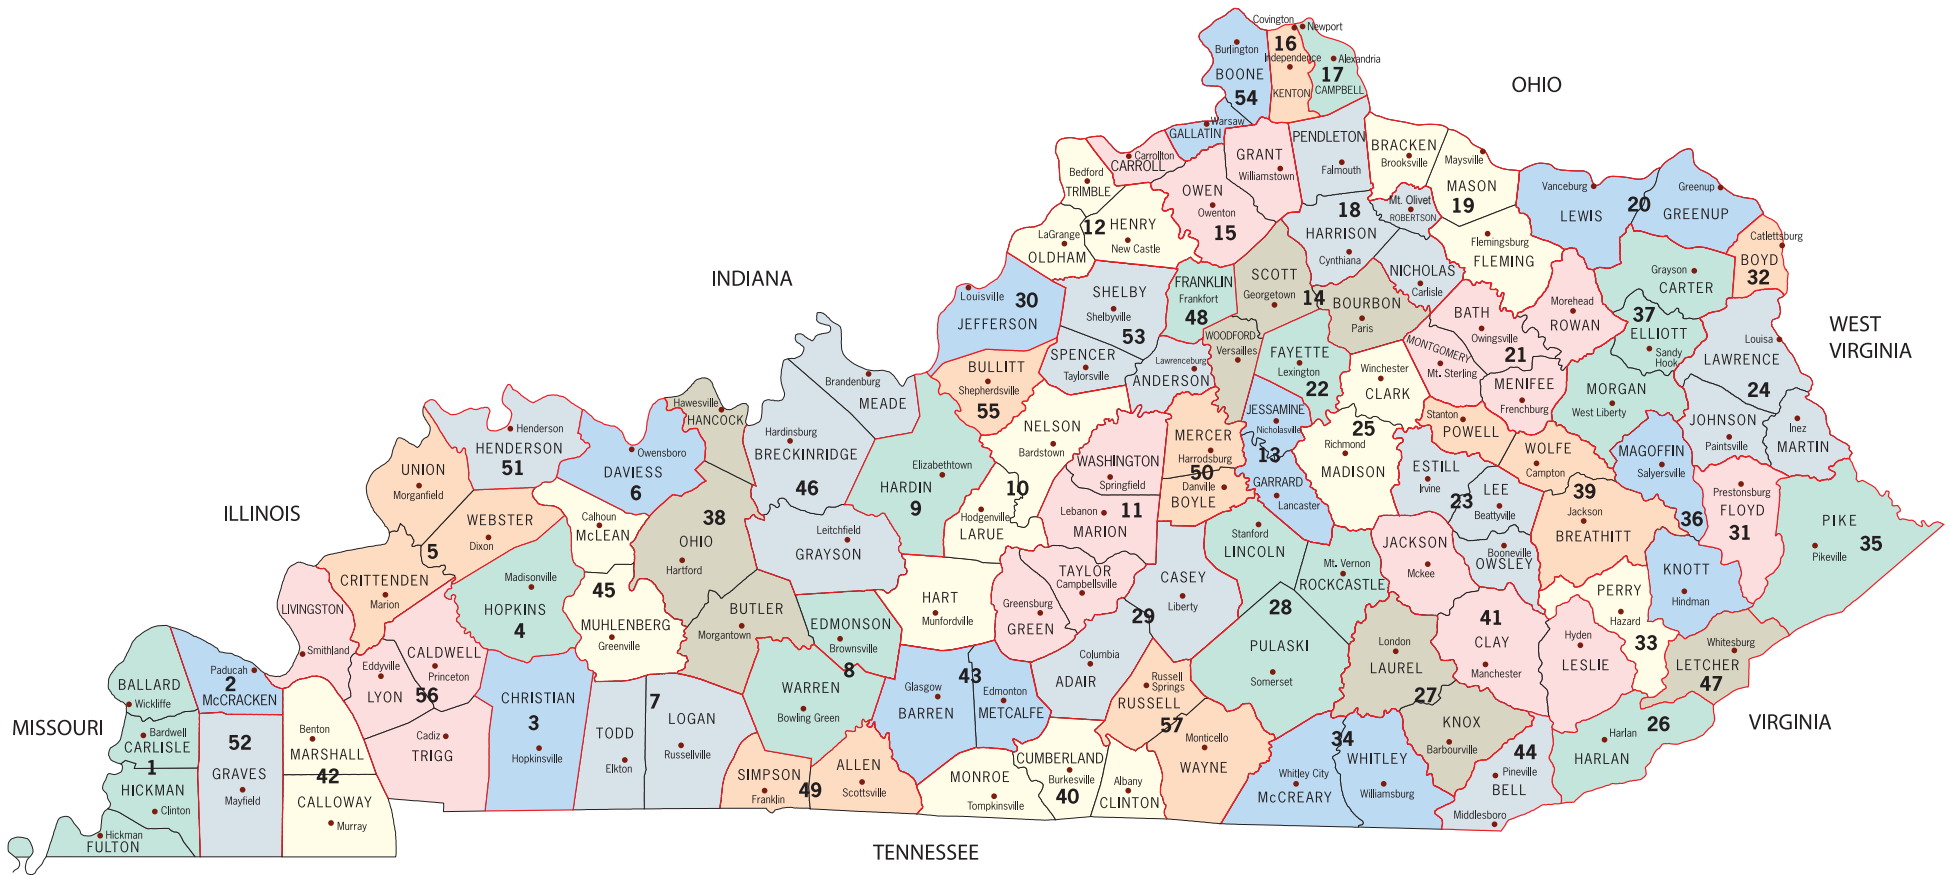 Covington
Newport
16
Burlington
Independence
Alexandria
BOONE
17
OHIO
54
KENTON
CAMPBELL
Warsaw
GALLATIN
PENDLETON
BRACKEN
Brooksville
Carrollton
CARROLL
GRANT
Williamstown
Falmouth
Maysville
MASON
19
Vanceburg
LEWIS
20
Greenup
GREENUP
Bedford
TRIMBLE
OWEN
Owenton
15
18
HARRISON
Cynthiana
Mt. Olivet
ROBERTSON
12
HENRY
New Castle
LaGrange
OLDHAM
Flemingsburg
FLEMING
Catlettsburg
BOYD
32
Grayson
CARTER
INDIANA
Louisville
30
JEFFERSON
SHELBY
Shelbyville
53
FRANKLIN
Frankfort
48
SCOTT
Georgetown
14
BOURBON
Paris
NICHOLAS
Carlisle
BATH
Owingsville
21
Morehead
ROWAN
37
ELLIOTT
Sandy
Hook
Louisa
LAWRENCE
24
WEST
VIRGINIA
WOODFORD
Versailles
FAYETTE
Lexington
22
MONTGOMERY
Mt. Sterling
MENIFEE
Frenchburg
SPENCER
Taylorsville
Lawrenceburg
ANDERSON
BULLITT
Shepherdsville
55
Winchester
CLARK
MORGAN
West Liberty
Brandenburg
MEADE
Hawesville
HANCOCK
JESSAMINE
Nicholasville
13
25
Richmond
MADISON
Stanton
POWELL
JOHNSON
Paintsville
Inez
MARTIN
Henderson
HENDERSON
51
Owensboro
DAVIESS
6
Hardinsburg
BRECKINRIDGE
46
NELSON
Bardstown
MERCER
Harrodsburg
50
Danville
BOYLE
GARRARD
Lancaster
WOLFE
Campton
MAGOFFIN
Salyersville
UNION
Morganfield
Elizabethtown
HARDIN
9
WASHINGTON
Springfield
ESTILL
Irvine
23
LEE
Beattyville
39
Jackson
BREATHITT
36
Prestonsburg
FLOYD
31
PIKE
Pikeville
35
ILLINOIS
WEBSTER
Dixon
5
Calhoun
McLEAN
38
OHIO
Hartford
Leitchfield
GRAYSON
10
Hodgenville
LARUE
Lebanon
11
MARION
Stanford
LINCOLN
JACKSON
Mckee
Booneville
OWSLEY
CRITTENDEN
Marion
Madisonville
HOPKINS
4
45
MUHLENBERG
Greenville
BUTLER
Morgantown
HART
Munfordville
TAYLOR
Campbellsville
Greensburg
GREEN
CASEY
Liberty
29
28
Mt. Vernon
ROCKCASTLE
KNOTT
Hindman
PERRY
Hazard
33
LIVINGSTON
Smithland
EDMONSON
Brownsville
8
41
CLAY
Manchester
Hyden
LESLIE
Whitesburg
LETCHER
47
Eddyville
LYON
CALDWELL
Princeton
56
PULASKI
Somerset
London
LAUREL
27
Paducah
2
McCRACKEN
BALLARD
Wickliffe
CHRISTIAN
3
Hopkinsville
7
TODD
Elkton
LOGAN
Russellville
WARREN
Bowling Green
Glasgow
BARREN
43
Edmonton
METCALFE
Columbia
ADAIR
Russell
Springs
RUSSELL
57
KNOX
Barbourville
26
Harlan
HARLAN
VIRGINIA
MISSOURI
Bardwell
CARLISLE
1
52
GRAVES
Mayfield
Benton
MARSHALL
42
CALLOWAY
Murray
Cadiz
TRIGG
Monticello
WAYNE
34
WHITLEY
Williamsburg
Whitley City
McCREARY
44
Pineville
BELL
Middlesboro
HICKMAN
Clinton
Hickman
FULTON
SIMPSON
Franklin
49
ALLEN
Scottsville
MONROE
Tompkinsville
CUMBERLAND
Burkesville
40
Albany
CLINTON
TENNESSEE